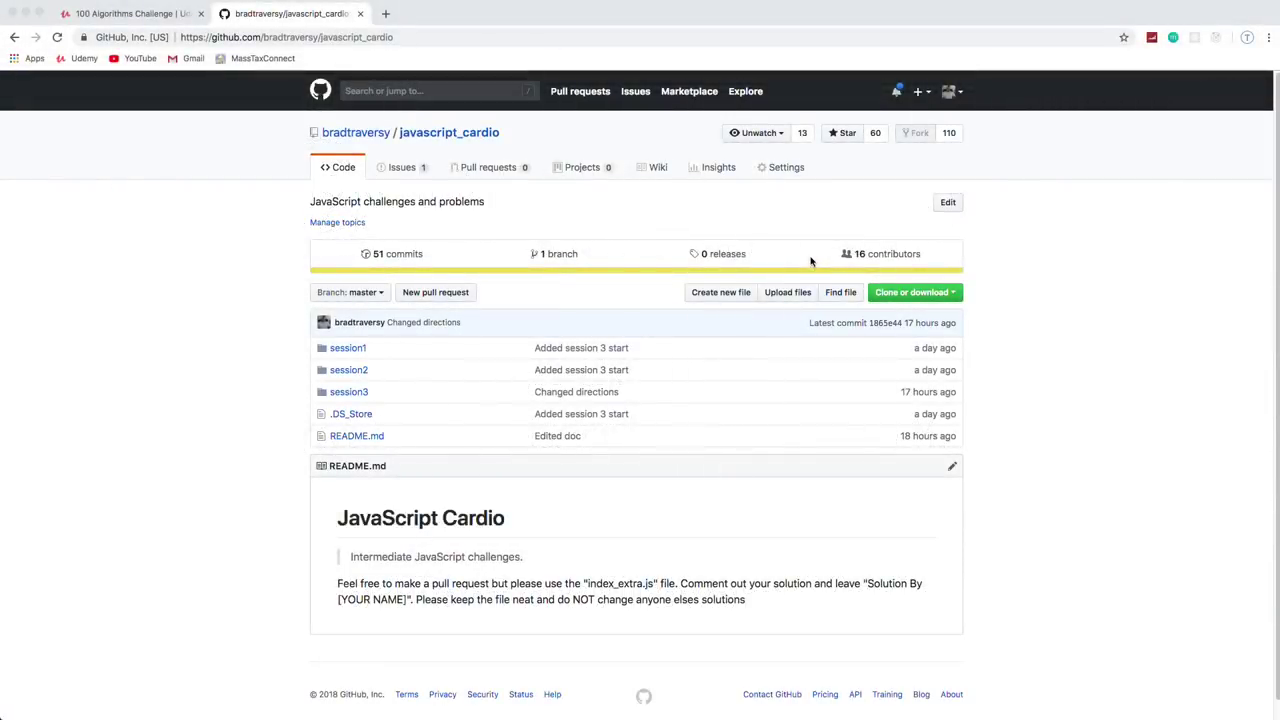 100 Algorithms Challenge | Ud
bradtraversy/javascript_cardio
GitHub, Inc. [US] | https://github.com/bradtraversy/javascript_cardio
Apps Udemy YouTube Gmail MassTaxConnect
Search or jump to... /
Pull requests Issues Marketplace Explore
bradtraversy / javascript_cardio
Unwatch 13 Star 60 Fork 110
Code Issues 1 Pull requests 0 Projects 0 Wiki Insights Settings
JavaScript challenges and problems
Edit
Manage topics
51 commits 1 branch 0 releases 16 contributors
Branch: master New pull request Create new file Upload files Find file Clone or download
bradtraversy Changed directions Latest commit 1865e44 17 hours ago
session1 Added session 3 start a day ago
session2 Added session 3 start a day ago
session3 Changed directions 17 hours ago
.DS_Store Added session 3 start a day ago
README.md Edited doc 18 hours ago
README.md
JavaScript Cardio
Intermediate JavaScript challenges.
Feel free to make a pull request but please use the "index_extra.js" file. Comment out your solution and leave "Solution By
[YOUR NAME]". Please keep the file neat and do NOT change anyone elses solutions
© 2018 GitHub, Inc. Terms Privacy Security Status Help Contact GitHub Pricing API Training Blog About